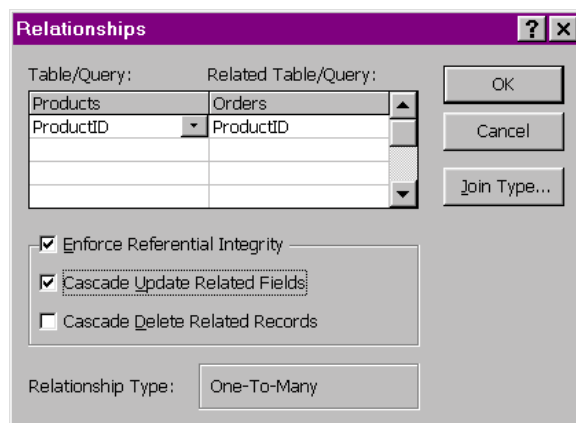 Relationships
Table/Query: Related Table/Query:
Products Orders
ProductID ProductID
OK
Cancel
Join Type...
Enforce Referential Integrity
Cascade Update Related Fields
Cascade Delete Related Records
Relationship Type: One-To-Many